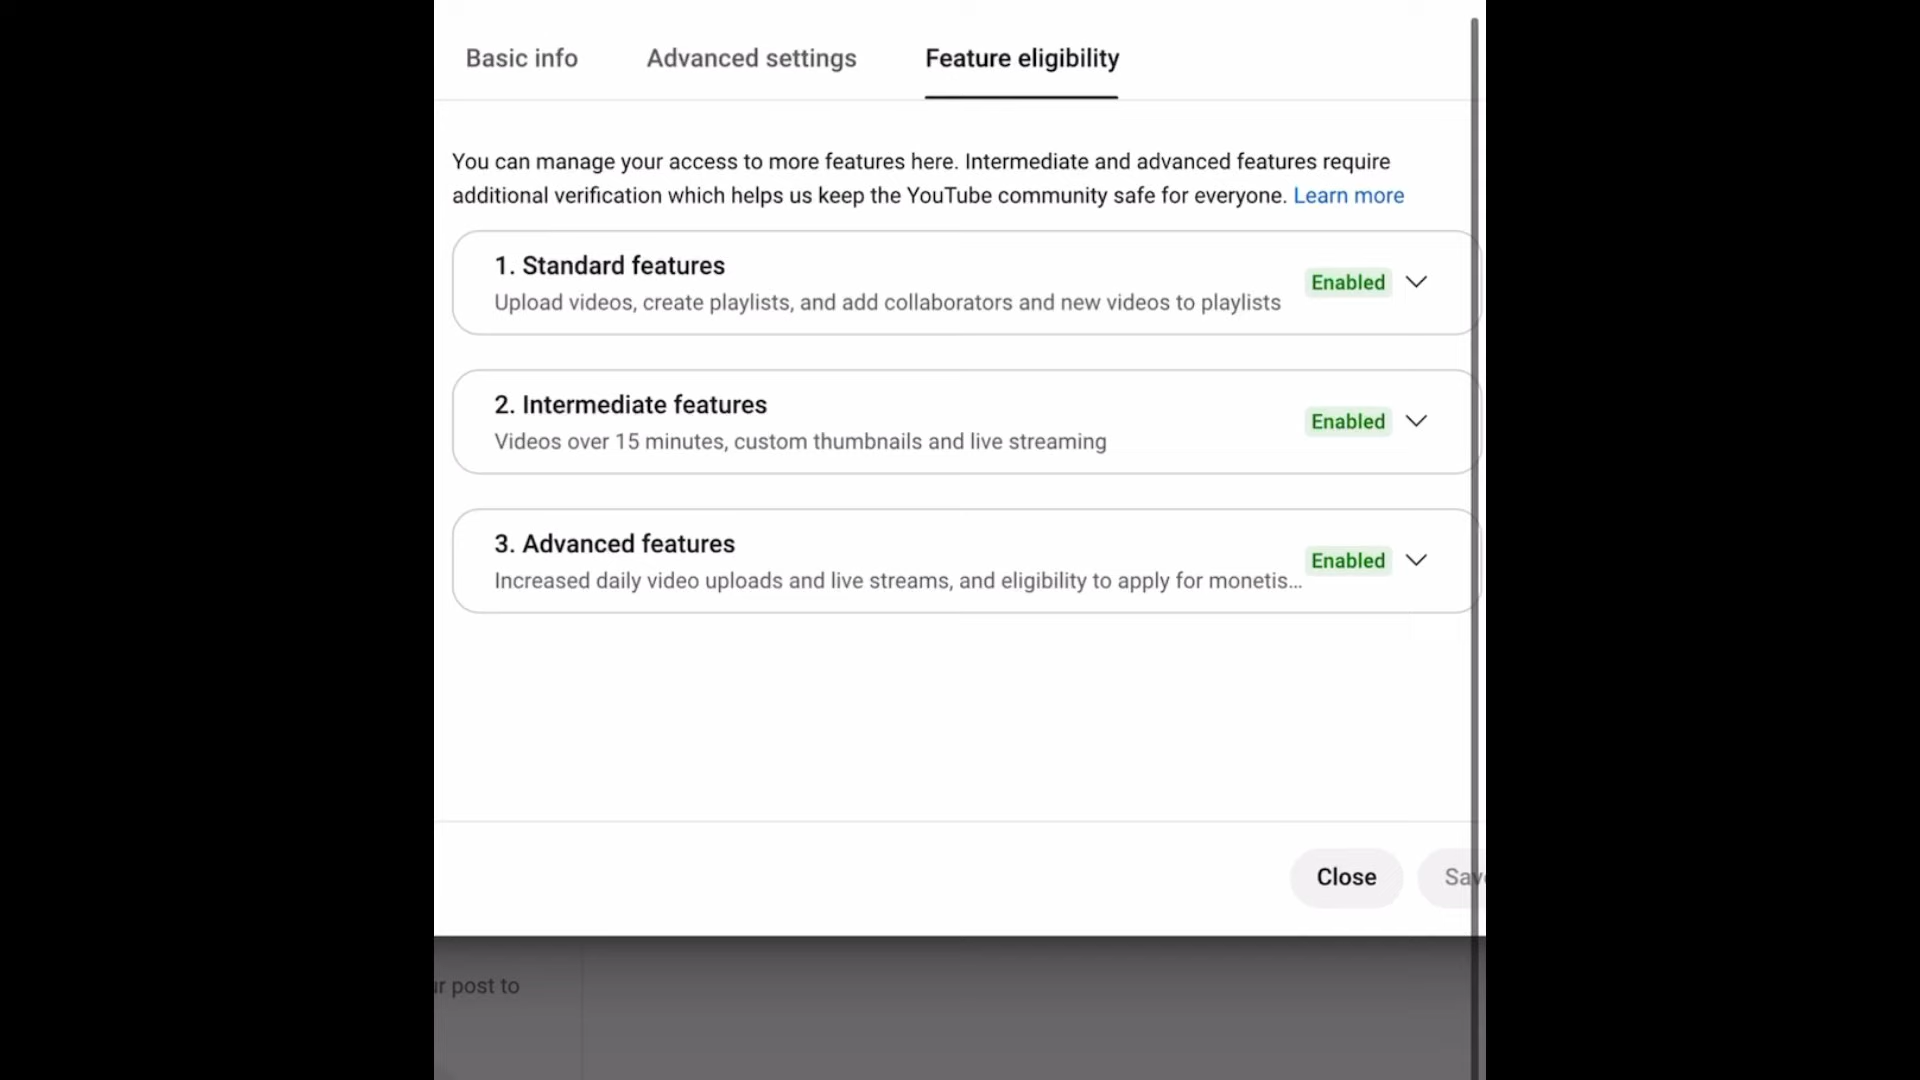 Basic info
Advanced settings
Feature eligibility
You can manage your access to more features here. Intermediate and advanced features require
additional verification which helps us keep the YouTube community safe for everyone. Learn more
1. Standard features
Upload videos, create playlists, and add collaborators and new videos to playlists
Enabled
2. Intermediate features
Videos over 15 minutes, custom thumbnails and live streaming
Enabled
3. Advanced features
Increased daily video uploads and live streams, and eligibility to apply for monetis...
Enabled
Close
post to